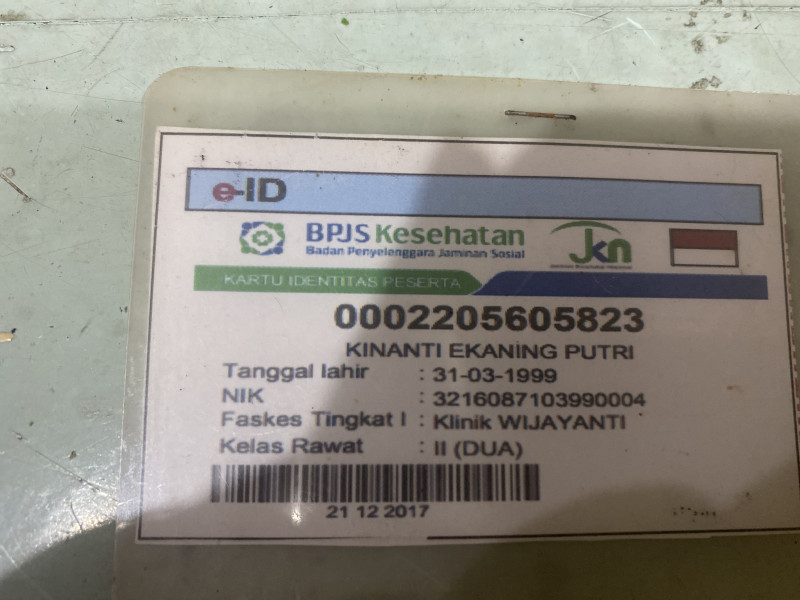 e-ID
BPJS Kesehatan
Badan Penyelenggara Jaminan Sosial
Jkn
KARTU IDENTITAS PESERTA
0002205605823
KINANTI EKANING PUTRI
Tanggal lahir : 31-03-1999
NIK : 3216087103990004
Faskes Tingkat I : Klinik WIJAYANTI
Kelas Rawat : II (DUA)
21 12 2017